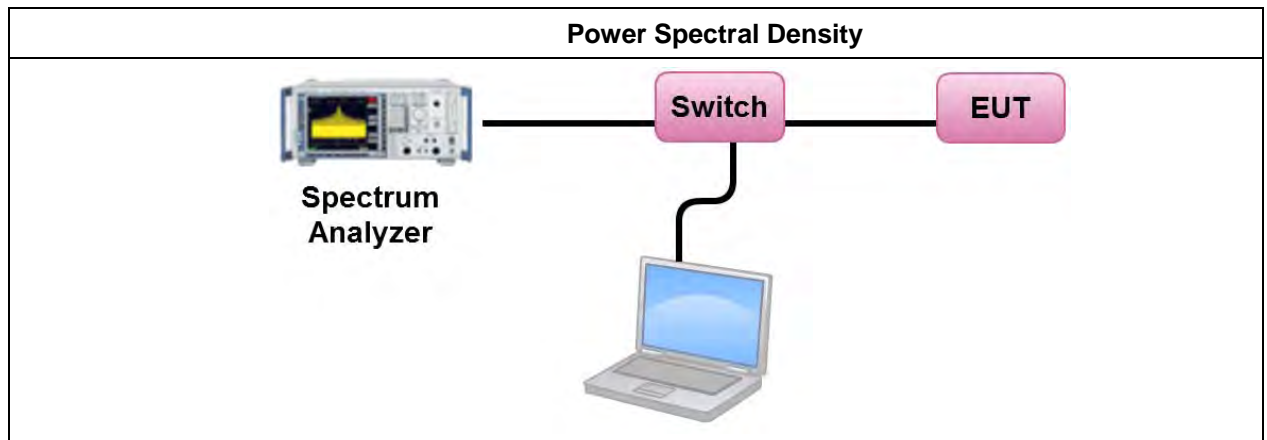 Power Spectral Density
Switch
EUT
Spectrum
Analyzer